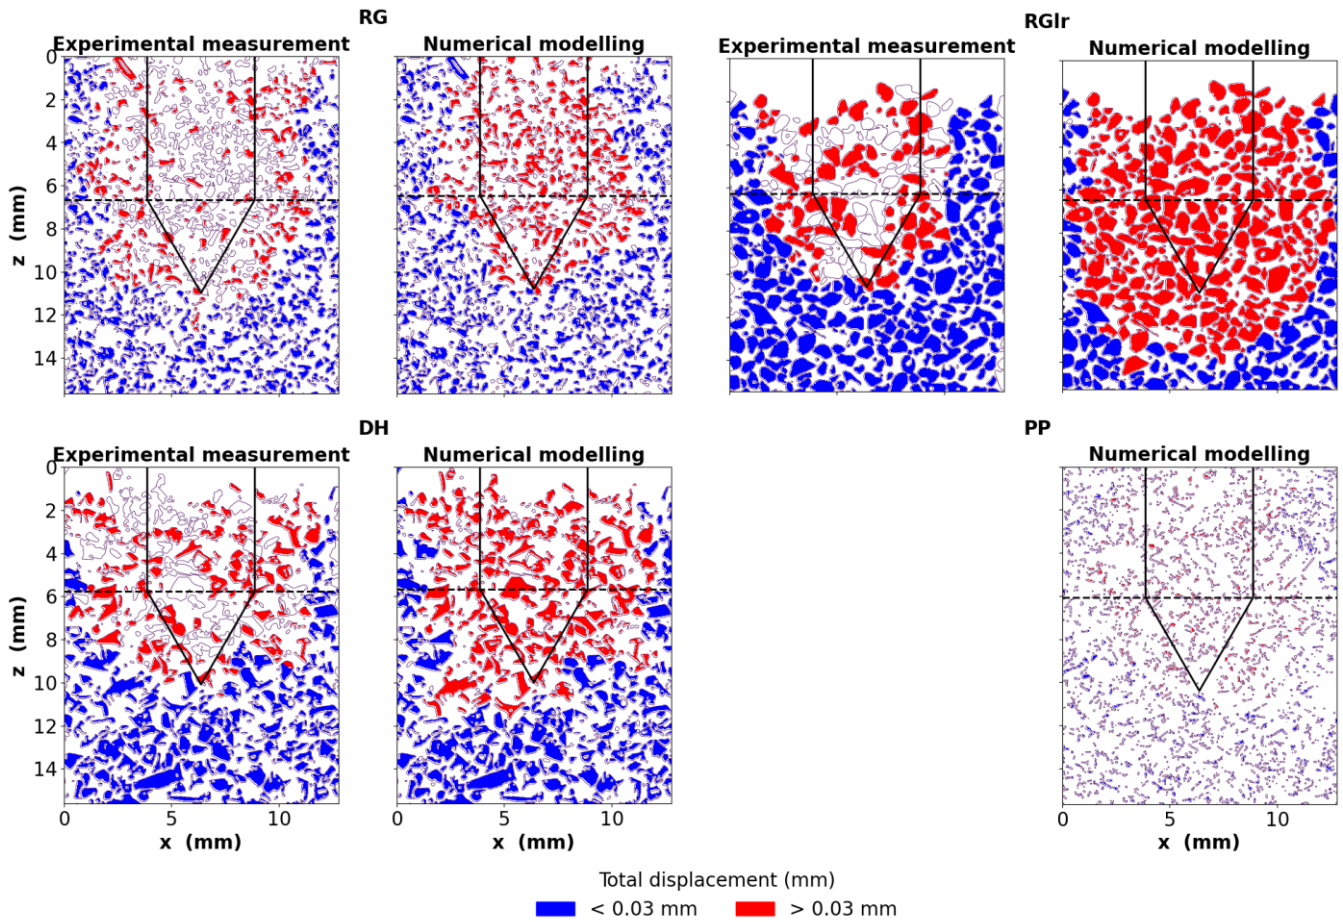 RG
RGlr
Experimental measurement
Numerical modelling
Experimental measurement
Numerical modelling
0
2
4
6
8
10
12
14
z (mm)
DH
PP
Experimental measurement
Numerical modelling
Numerical modelling
0
2
4
6
8
10
12
14
z (mm)
0 5 10
0 5 10
0 5 10
x (mm)
x (mm)
x (mm)
Total displacement (mm)
< 0.03 mm
> 0.03 mm